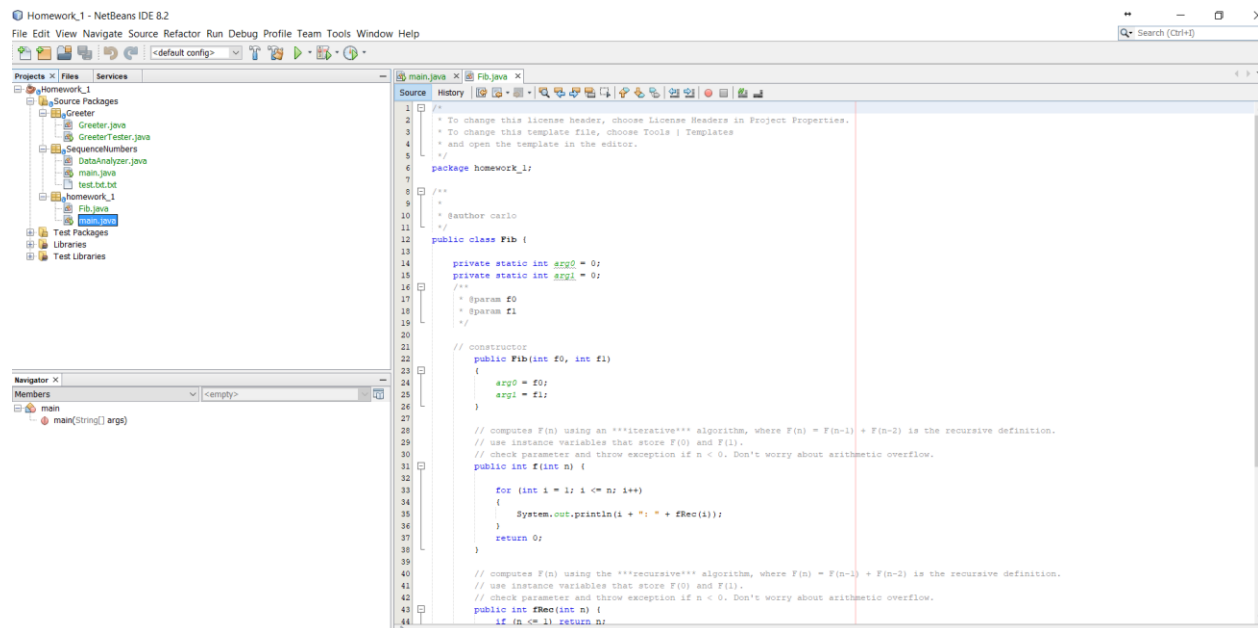 Homework_1 - NetBeans IDE 8.2
File Edit View Navigate Source Refactor Run Debug Profile Team Tools Window Help
Search (Ctrl+I)
<default config>
Projects Files Services
Homework_1
Source Packages
Greeter
Greeter.java
GreeterTester.java
SequenceNumbers
DataAnalyzer.java
main.java
test.txt.txt
homework_1
Fib.java
main.java
Test Packages
Libraries
Test Libraries
Navigator
Members <empty>
main
main(String[] args)
main.java Fib.java
Source History
1 /*
2 * To change this license header, choose License Headers in Project Properties.
3 * To change this template file, choose Tools | Templates
4 * and open the template in the editor.
5 */
6 package homework_1;
7
8 /**
9 *
10 * @author carlo
11 */
12 public class Fib {
13
14 private static int arg0 = 0;
15 private static int arg1 = 0;
16 /**
17 * @param f0
18 * @param f1
19 */
20
21 // constructor
22 public Fib(int f0, int f1)
23 {
24 arg0 = f0;
25 arg1 = f1;
26 }
27
28 // computes F(n) using an ***iterative*** algorithm, where F(n) = F(n-1) + F(n-2) is the recursive definition.
29 // use instance variables that store F(0) and F(1).
30 // check parameter and throw exception if n < 0. Don't worry about arithmetic overflow.
31 public int f(int n) {
32
33 for (int i = 1; i <= n; i++)
34 {
35 System.out.println(i + ": " + fRec(i));
36 }
37 return 0;
38 }
39
40 // computes F(n) using the ***recursive*** algorithm, where F(n) = F(n-1) + F(n-2) is the recursive definition.
41 // use instance variables that store F(0) and F(1).
42 // check parameter and throw exception if n < 0. Don't worry about arithmetic overflow.
43 public int fRec(int n) {
44 if (n <= 1) return n;